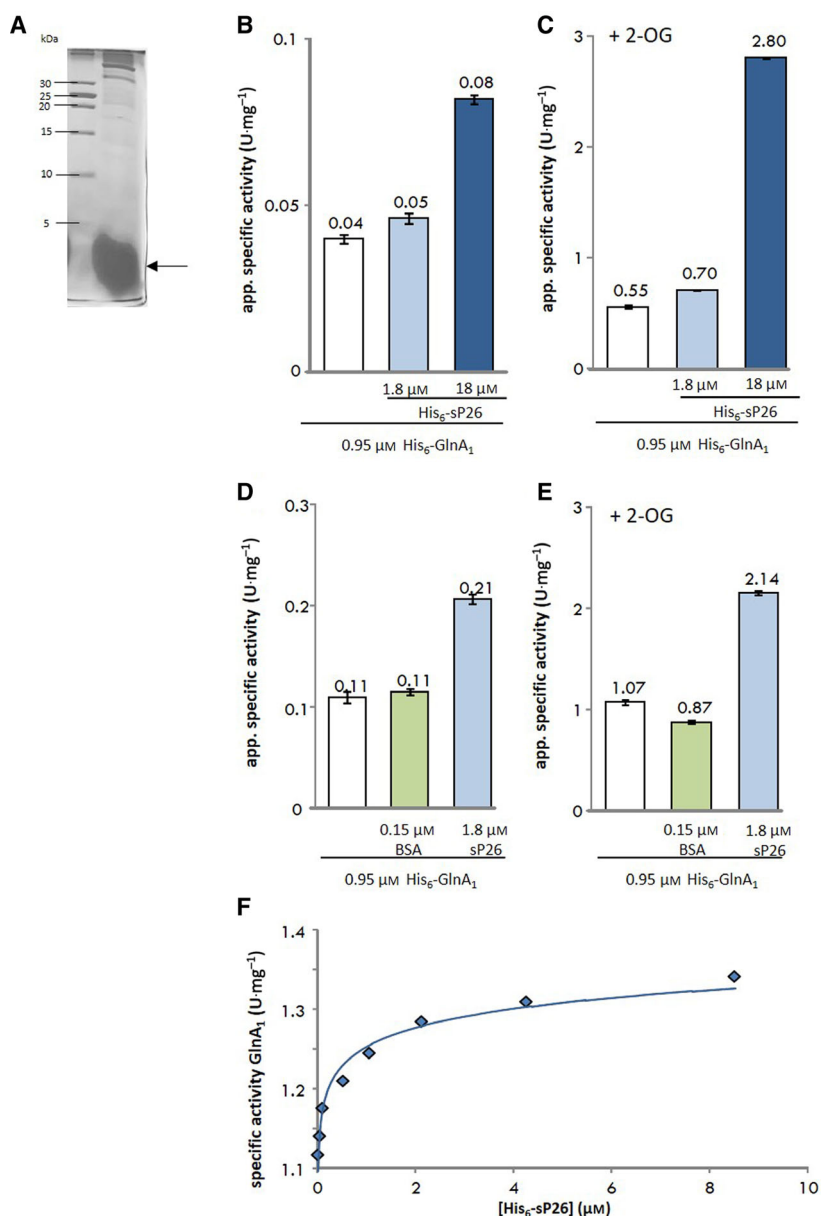 A
kDa
30
25
20
15
10
5
B
app. specific activity (U·mg⁻¹)
0.1
0.05
0
0.04
0.05
0.08
1.8 µM 18 µM
His₆-sP26
0.95 µM His₆-GlnA₁
C
+ 2-OG
app. specific activity (U·mg⁻¹)
3
2
1
0
0.55
0.70
2.80
1.8 µM 18 µM
His₆-sP26
0.95 µM His₆-GlnA₁
D
app. specific activity (U·mg⁻¹)
0.3
0.2
0.1
0
0.11
0.11
0.21
0.15 µM 1.8 µM
BSA sP26
0.95 µM His₆-GlnA₁
E
+ 2-OG
app. specific activity (U·mg⁻¹)
3
2
1
0
1.07
0.87
2.14
0.15 µM 1.8 µM
BSA sP26
0.95 µM His₆-GlnA₁
F
specific activity GlnA₁ (U·mg⁻¹)
1.4
1.3
1.2
1.1
0 2 4 6 8 10
[His₆-sP26] (µM)